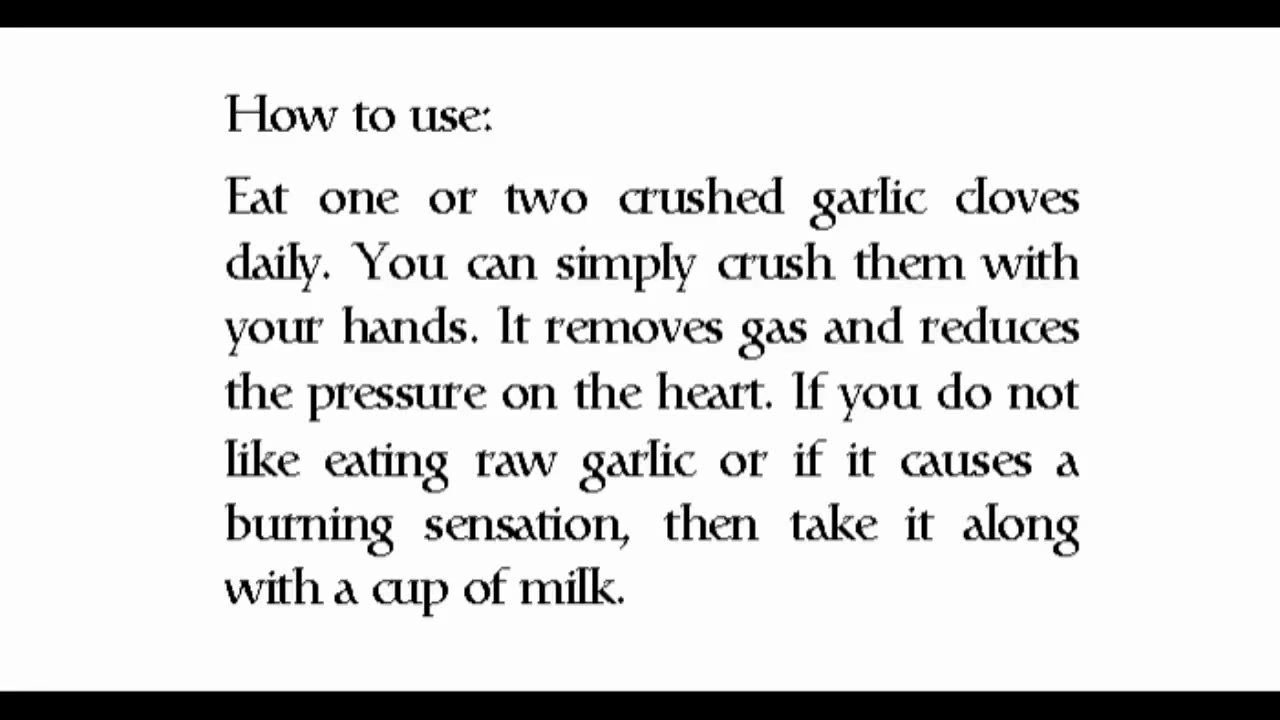 How to use:
Eat one or two crushed garlic cloves
daily. You can simply crush them with
your hands. It removes gas and reduces
the pressure on the heart. If you do not
like eating raw garlic or if it causes a
burning sensation, then take it along
with a cup of milk.